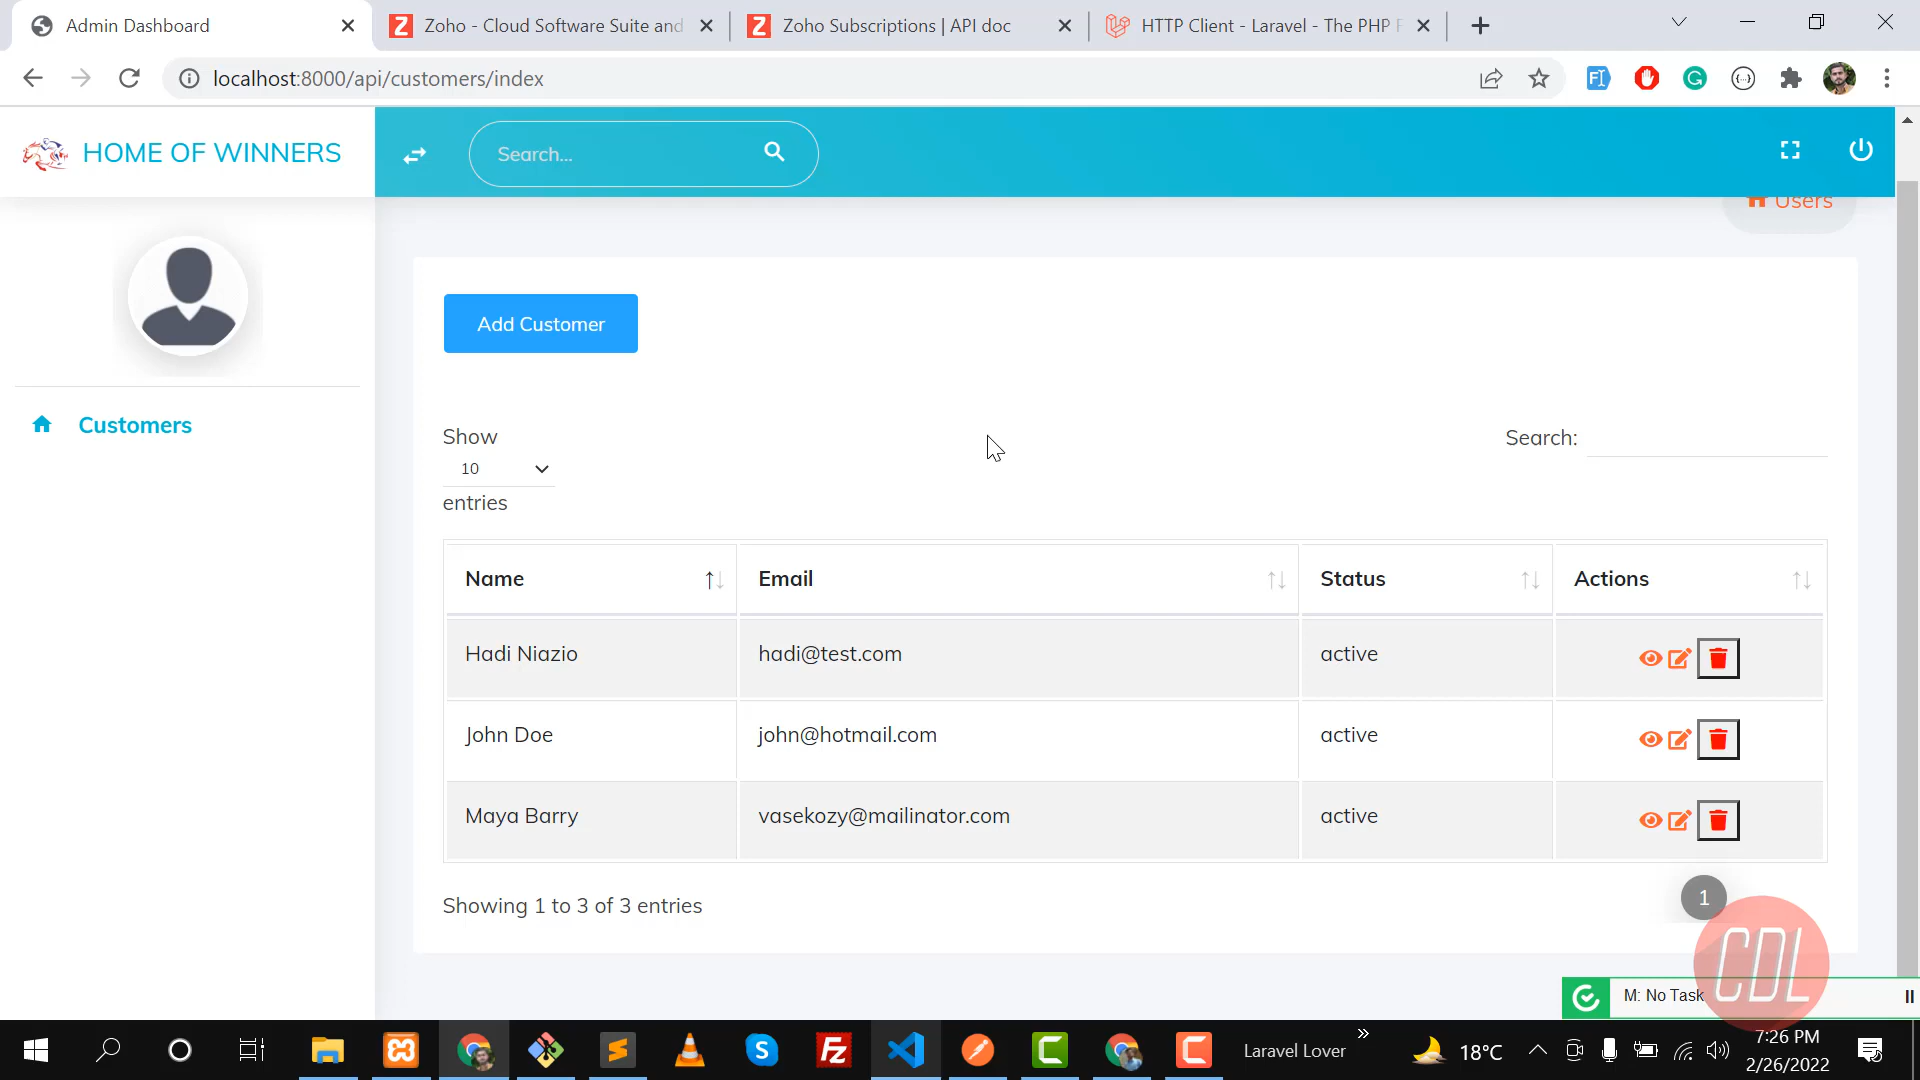 Admin Dashboard
Zoho - Cloud Software Suite and
Zoho Subscriptions | API doc
HTTP Client - Laravel - The PHP F
localhost:8000/api/customers/index
HOME OF WINNERS
Search...
Users
Add Customer
Customers
Show
10
entries
Search:
Name Email Status Actions
Hadi Niazio hadi@test.com active
John Doe john@hotmail.com active
Maya Barry vasekozy@mailinator.com active
Showing 1 to 3 of 3 entries
1
CDL
M: No Task
Laravel Lover
18°C
7:26 PM
2/26/2022